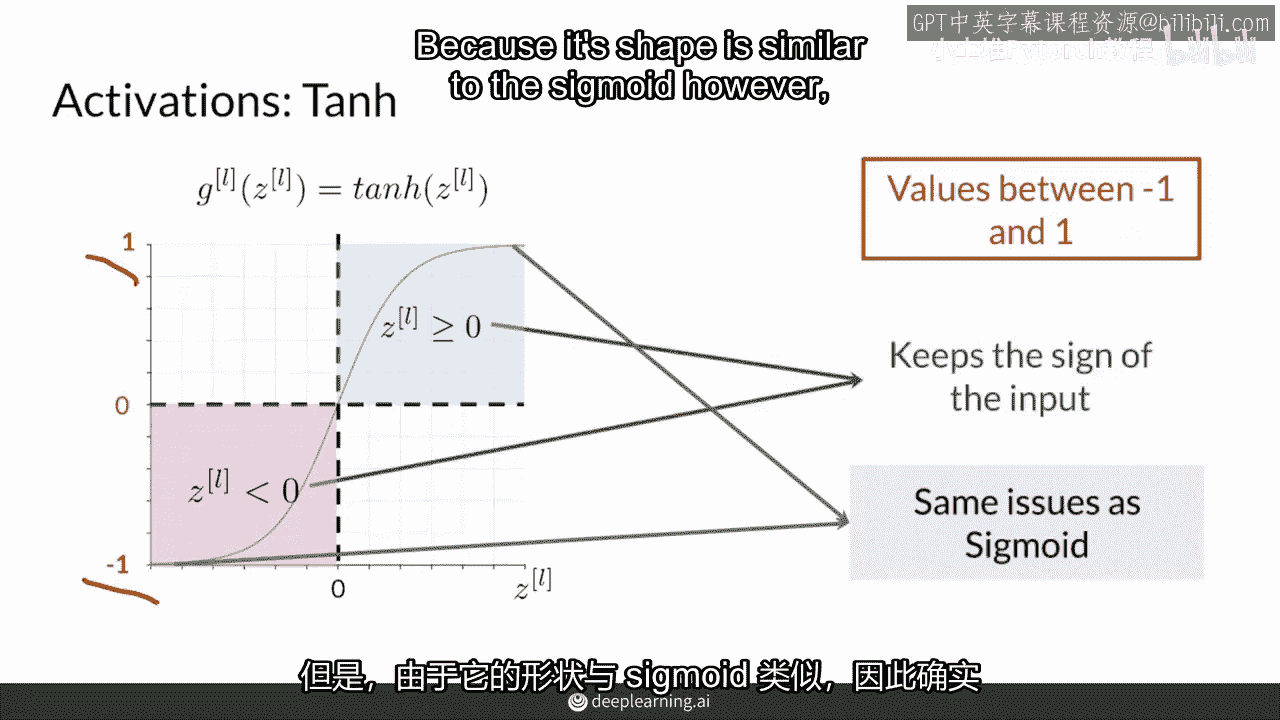 GPT中英字幕课程资源@bilibili.com
Because it's shape is similar
to the sigmoid however,
Activations: Tanh
g^{[l]}(z^{[l]}) = tanh(z^{[l]})
Values between -1
and 1
1
z^{[l]} ≥ 0
Keeps the sign of
the input
0
z^{[l]} < 0
Same issues as
Sigmoid
-1
0
z^{[l]}
但是，由于它的形状与 sigmoid 类似，因此确实
deeplearning.ai